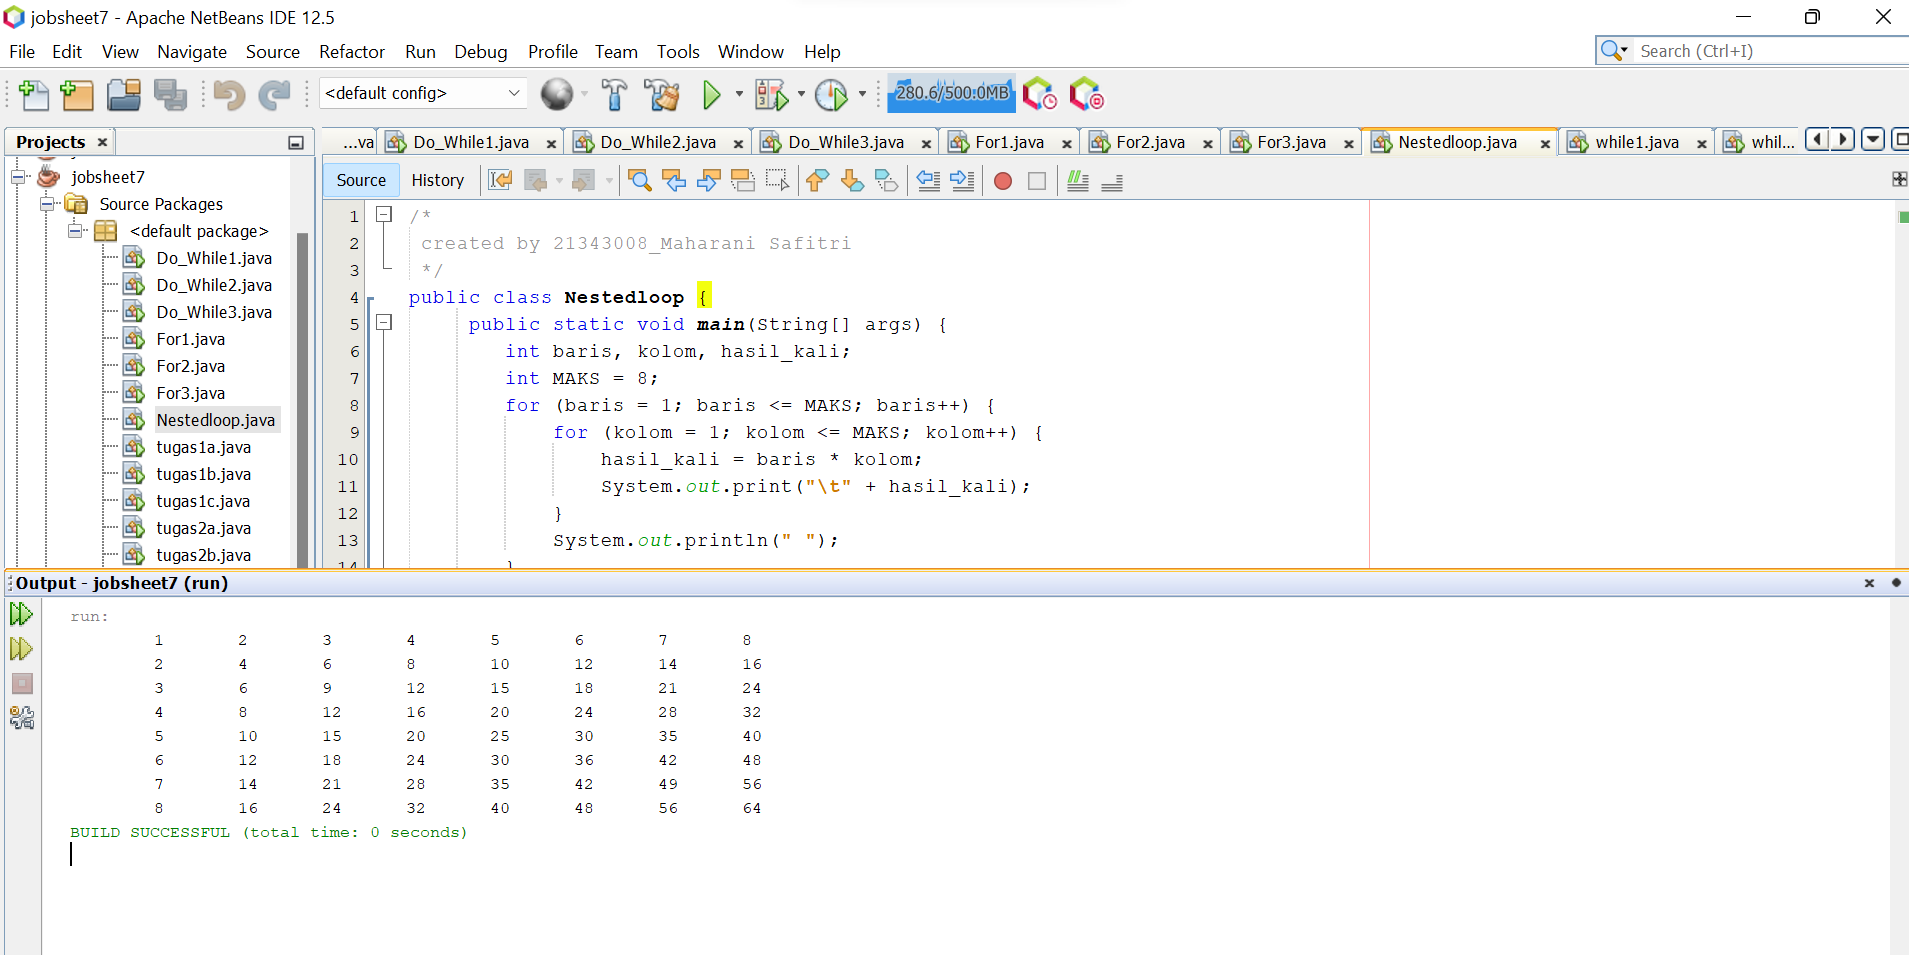 jobsheet7 - Apache NetBeans IDE 12.5
File Edit View Navigate Source Refactor Run Debug Profile Team Tools Window Help
Search (Ctrl+I)
<default config>
280.6/500.0MB
Projects
...va Do_While1.java Do_While2.java Do_While3.java For1.java For2.java For3.java Nestedloop.java while1.java whil...
jobsheet7
Source Packages
<default package>
Do_While1.java
Do_While2.java
Do_While3.java
For1.java
For2.java
For3.java
Nestedloop.java
tugas1a.java
tugas1b.java
tugas1c.java
tugas2a.java
tugas2b.java
Source History
1 /*
2 created by 21343008_Maharani Safitri
3 */
4 public class Nestedloop {
5 public static void main(String[] args) {
6 int baris, kolom, hasil_kali;
7 int MAKS = 8;
8 for (baris = 1; baris <= MAKS; baris++) {
9 for (kolom = 1; kolom <= MAKS; kolom++) {
10 hasil_kali = baris * kolom;
11 System.out.print("\t" + hasil_kali);
12 }
13 System.out.println(" ");
14 }
Output - jobsheet7 (run)
run:
1 2 3 4 5 6 7 8
2 4 6 8 10 12 14 16
3 6 9 12 15 18 21 24
4 8 12 16 20 24 28 32
5 10 15 20 25 30 35 40
6 12 18 24 30 36 42 48
7 14 21 28 35 42 49 56
8 16 24 32 40 48 56 64
BUILD SUCCESSFUL (total time: 0 seconds)